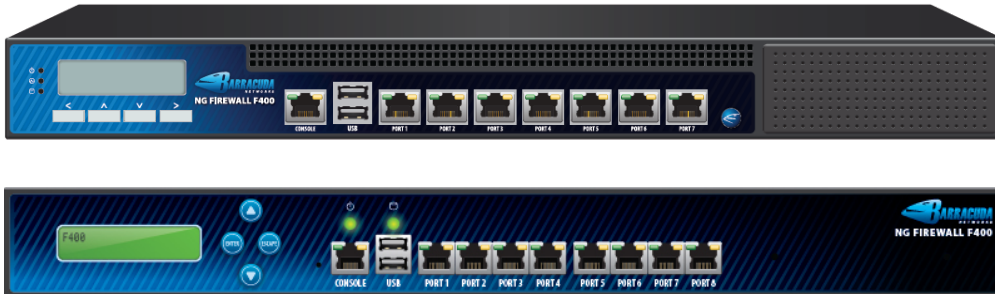 BARRACUDA
NETWORKS
NG FIREWALL F400
< ʌ v >
CONSOLE USB PORT 1 PORT 2 PORT 3 PORT 4 PORT 5 PORT 6 PORT 7
F400
ENTER ESCAPE
CONSOLE USB PORT 1 PORT 2 PORT 3 PORT 4 PORT 5 PORT 6 PORT 7 PORT 8
BARRACUDA
NETWORKS
NG FIREWALL F400